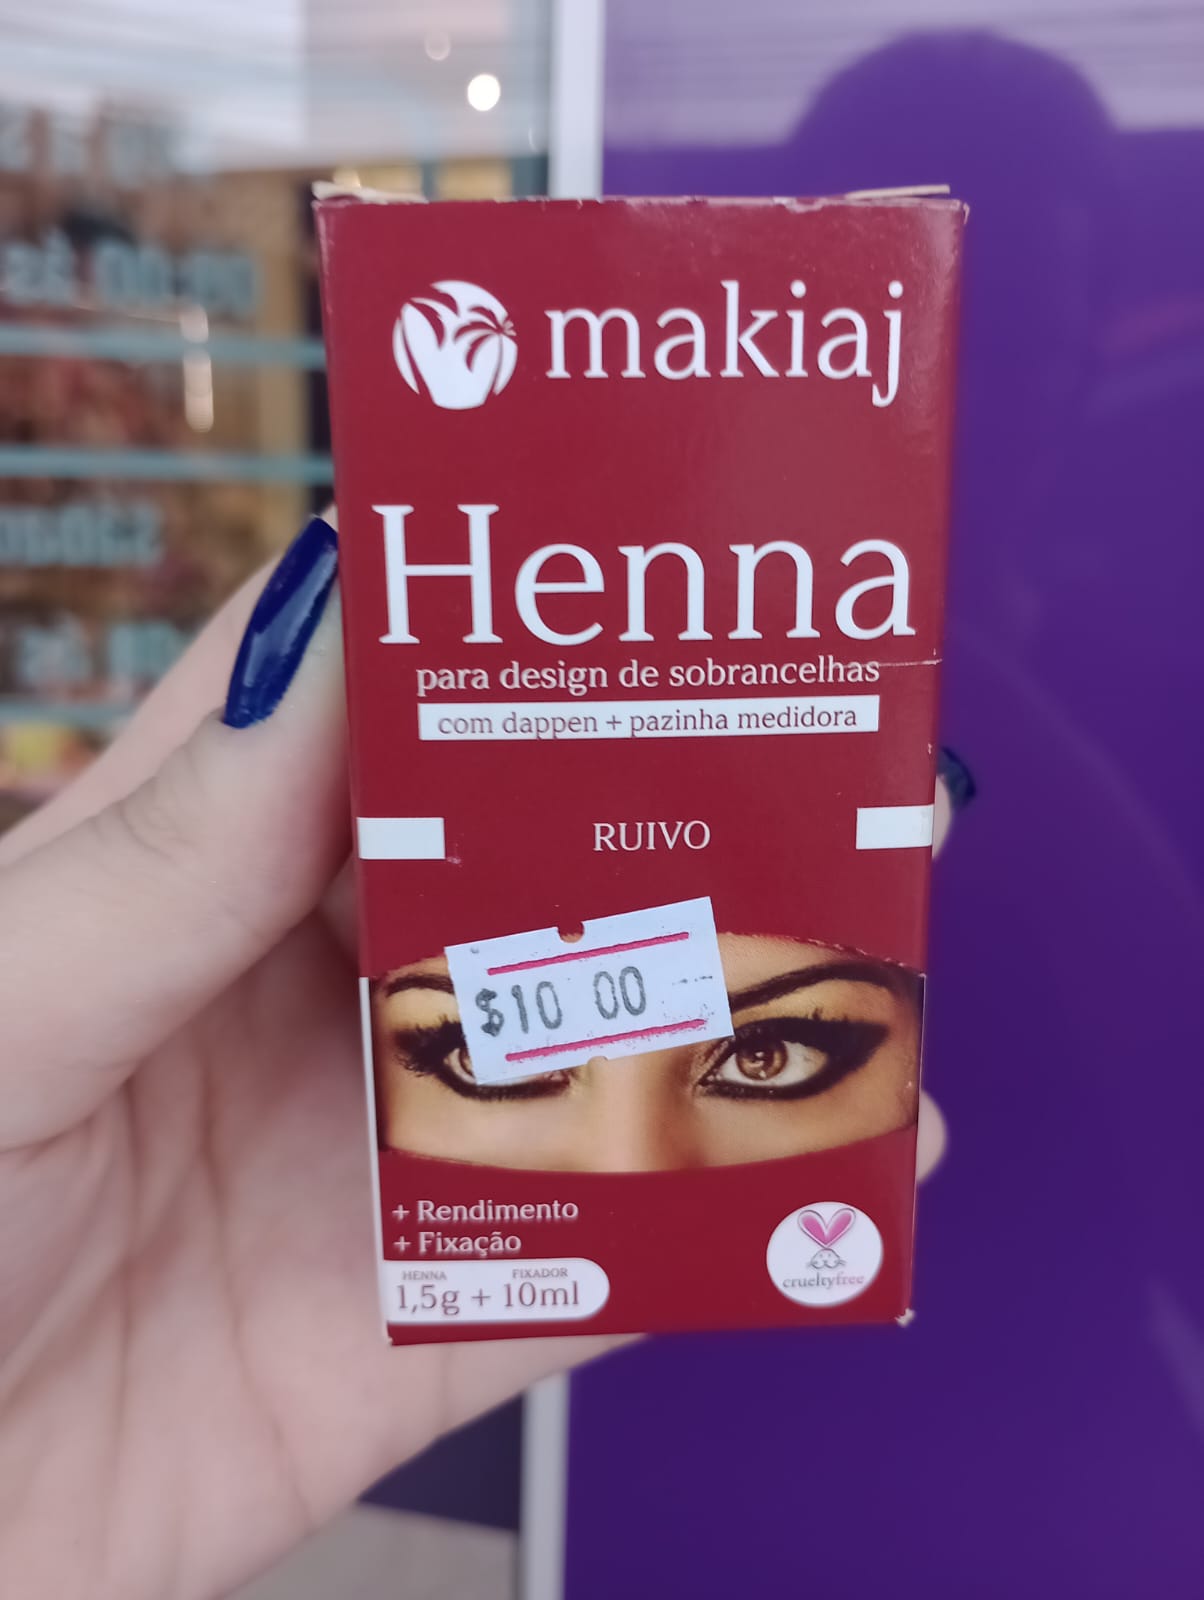 makiaj
Henna
para design de sobrancelhas
com dappen + pazinha medidora
RUIVO
$10 00
+ Rendimento
+ Fixação
HENNA FIXADOR
1,5g + 10ml
crueltyfree